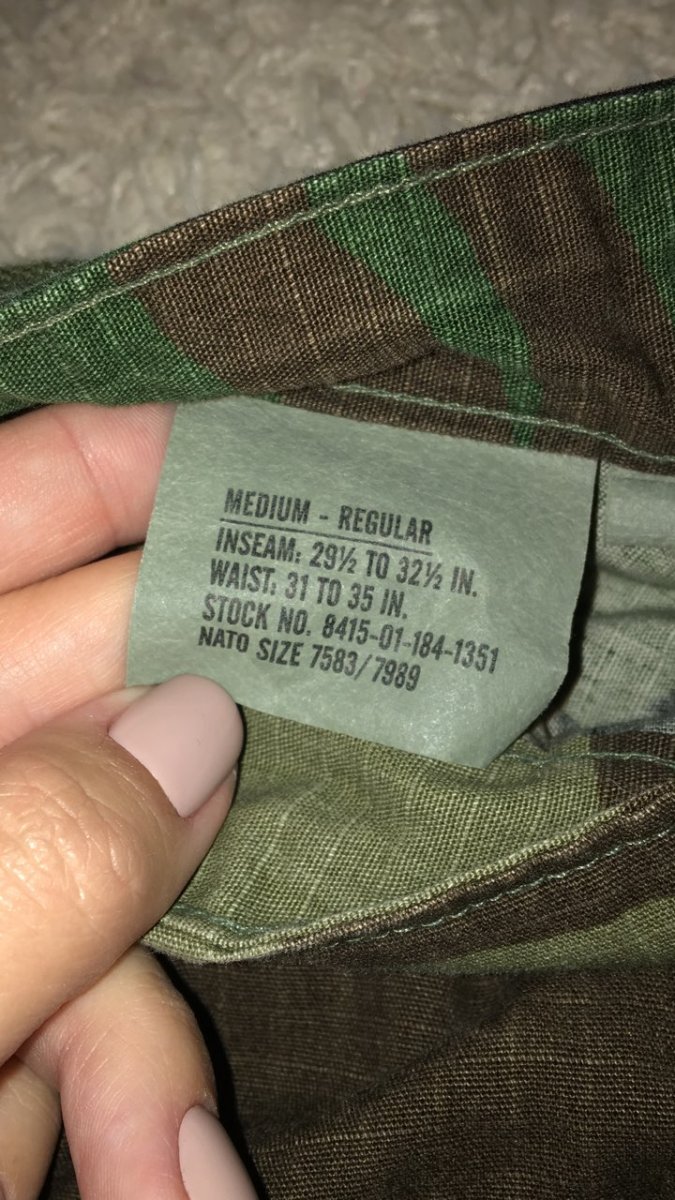 MEDIUM - REGULAR
INSEAM: 29½ TO 32½ IN.
WAIST: 31 TO 35 IN.
STOCK NO. 8415-01-184-1351
NATO SIZE 7583/7989